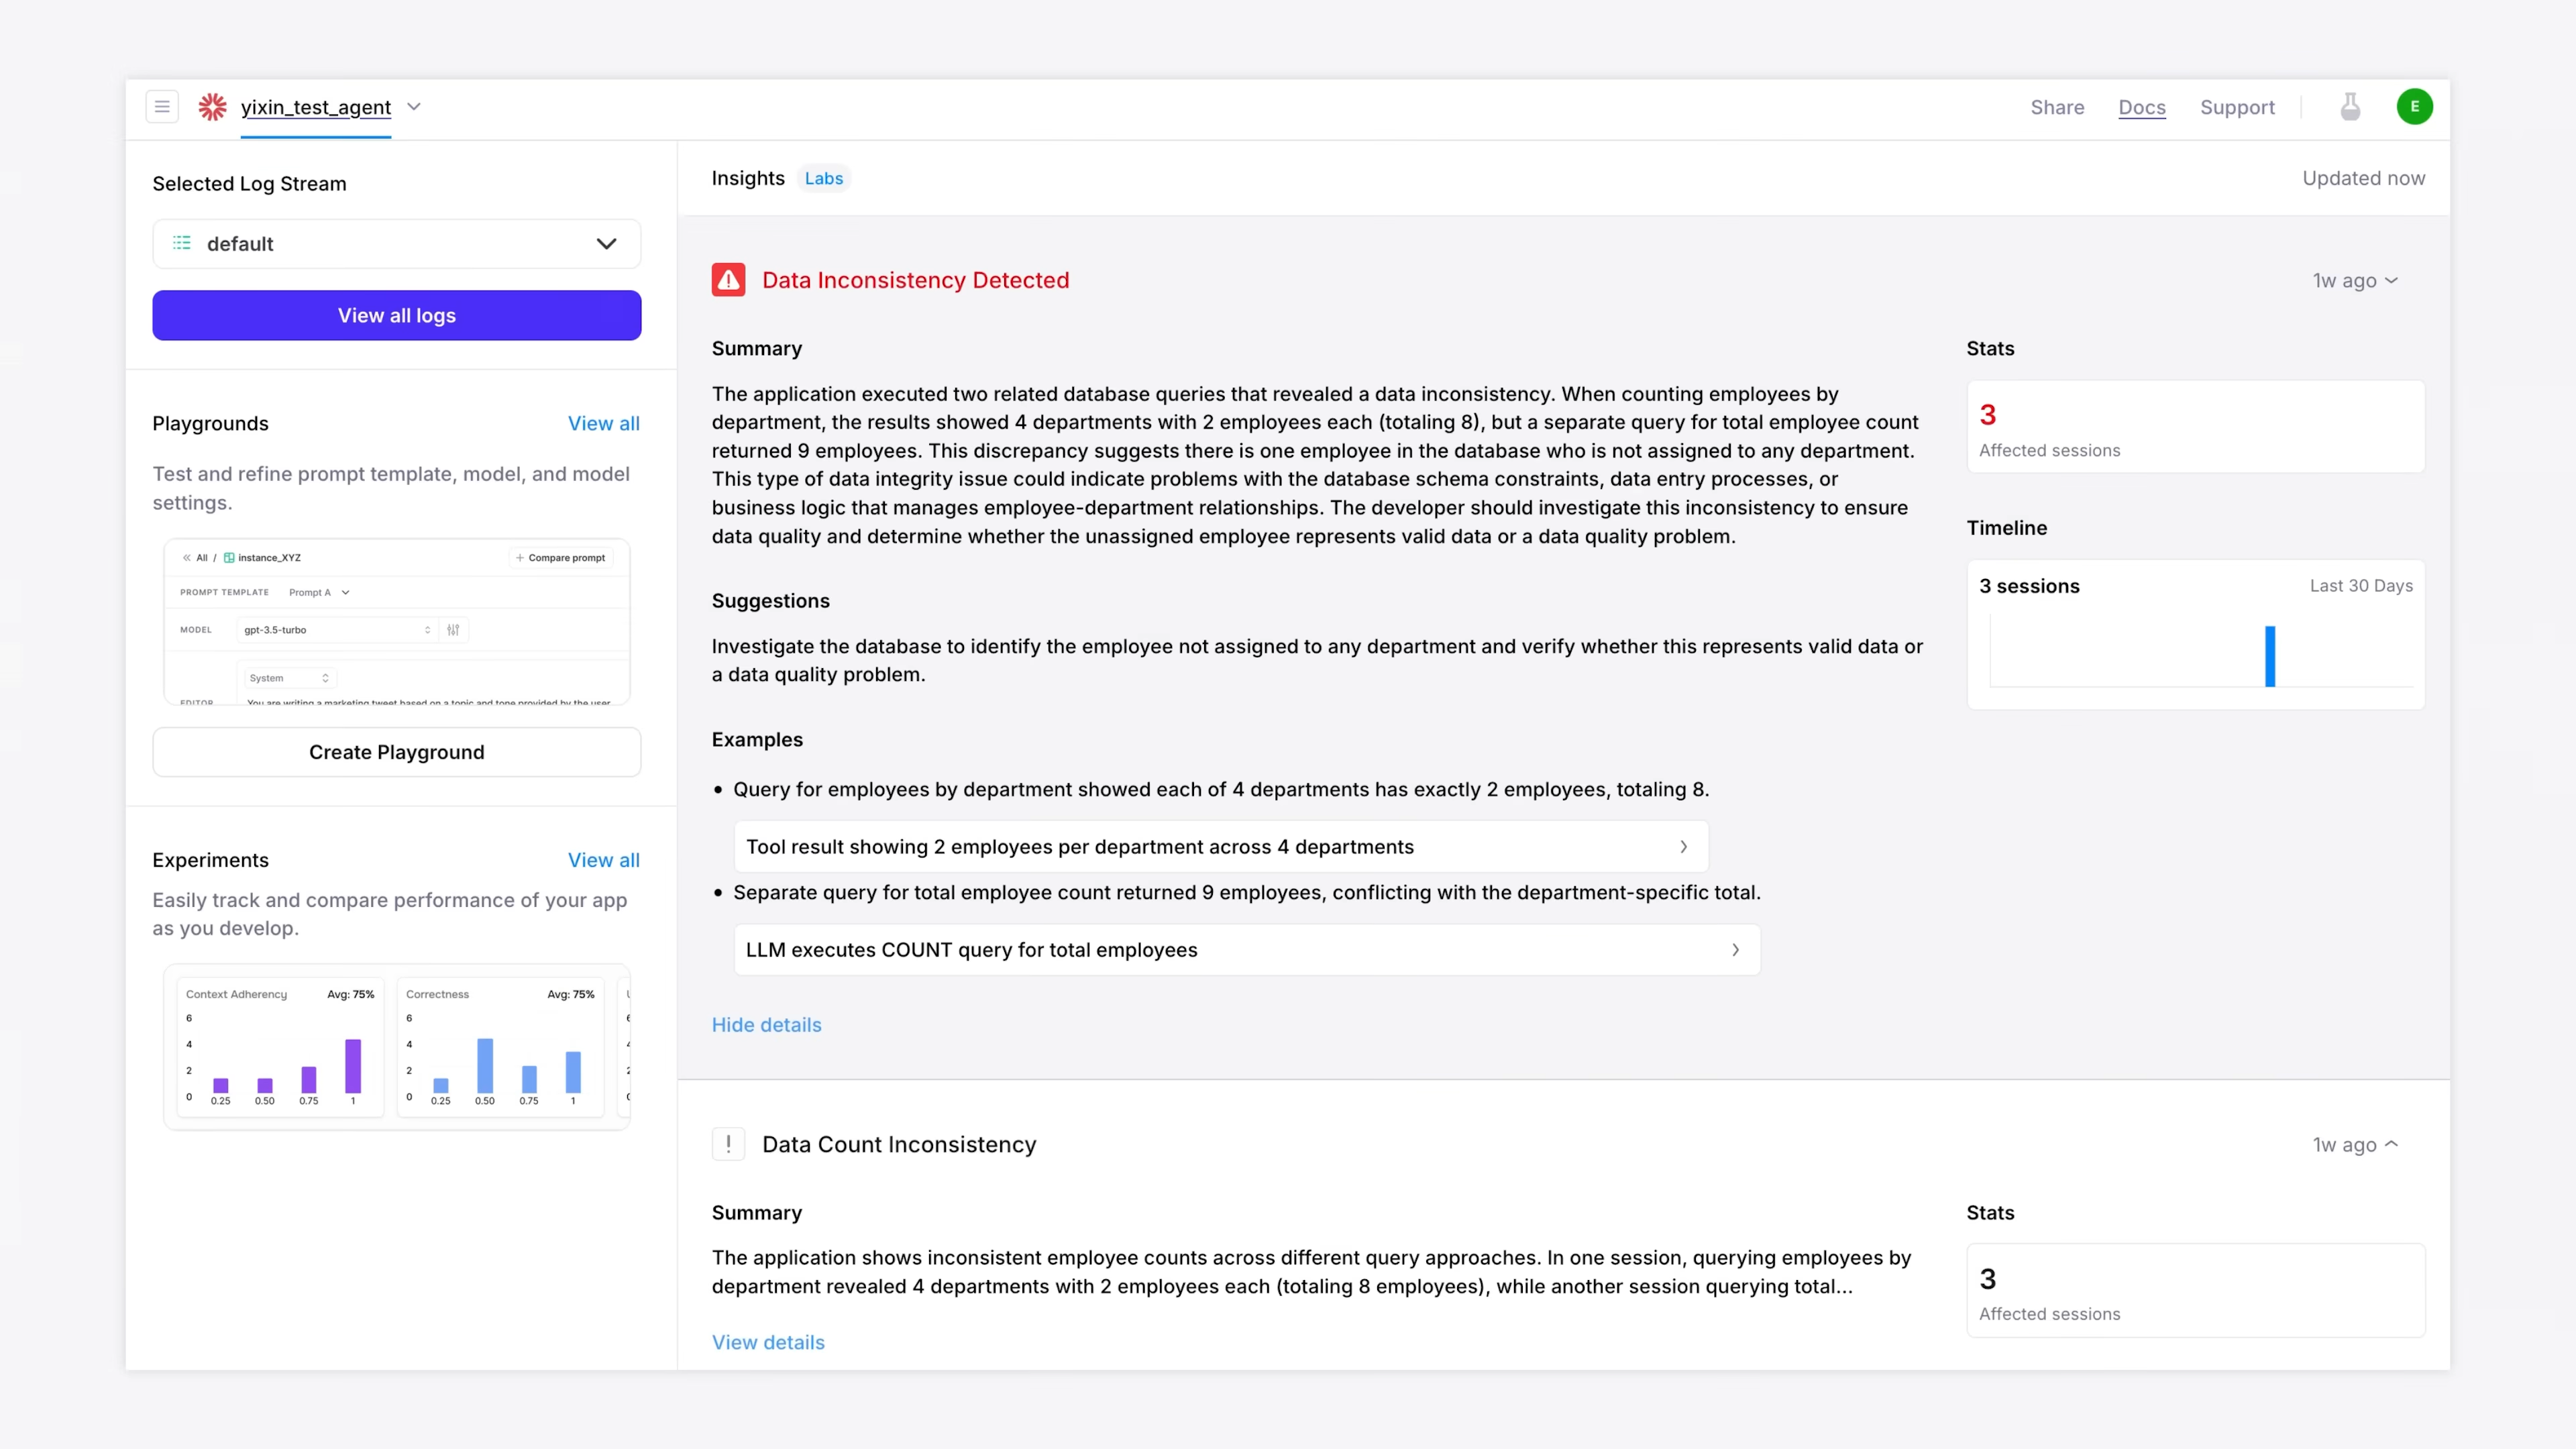 yixin_test_agent
Share
Docs
Support
E
Selected Log Stream
default
View all logs
Playgrounds
View all
Test and refine prompt template, model, and model
settings.
All / instance_XYZ
+ Compare prompt
PROMPT TEMPLATE Prompt A
MODEL gpt-3.5-turbo
System
EDITOR You are writing a marketing tweet based on a topic and tone provided by the user
Create Playground
Experiments
View all
Easily track and compare performance of your app
as you develop.
Context Adherency Avg: 75%
6
4
2
0
0.25 0.50 0.75 1
Correctness Avg: 75%
6
4
2
0
0.25 0.50 0.75 1
Insights Labs
Updated now
Data Inconsistency Detected
1w ago
Summary
The application executed two related database queries that revealed a data inconsistency. When counting employees by
department, the results showed 4 departments with 2 employees each (totaling 8), but a separate query for total employee count
returned 9 employees. This discrepancy suggests there is one employee in the database who is not assigned to any department.
This type of data integrity issue could indicate problems with the database schema constraints, data entry processes, or
business logic that manages employee-department relationships. The developer should investigate this inconsistency to ensure
data quality and determine whether the unassigned employee represents valid data or a data quality problem.
Suggestions
Investigate the database to identify the employee not assigned to any department and verify whether this represents valid data or
a data quality problem.
Examples
• Query for employees by department showed each of 4 departments has exactly 2 employees, totaling 8.
Tool result showing 2 employees per department across 4 departments
• Separate query for total employee count returned 9 employees, conflicting with the department-specific total.
LLM executes COUNT query for total employees
Hide details
Stats
3
Affected sessions
Timeline
3 sessions
Last 30 Days
Data Count Inconsistency
1w ago
Summary
The application shows inconsistent employee counts across different query approaches. In one session, querying employees by
department revealed 4 departments with 2 employees each (totaling 8 employees), while another session querying total...
View details
Stats
3
Affected sessions